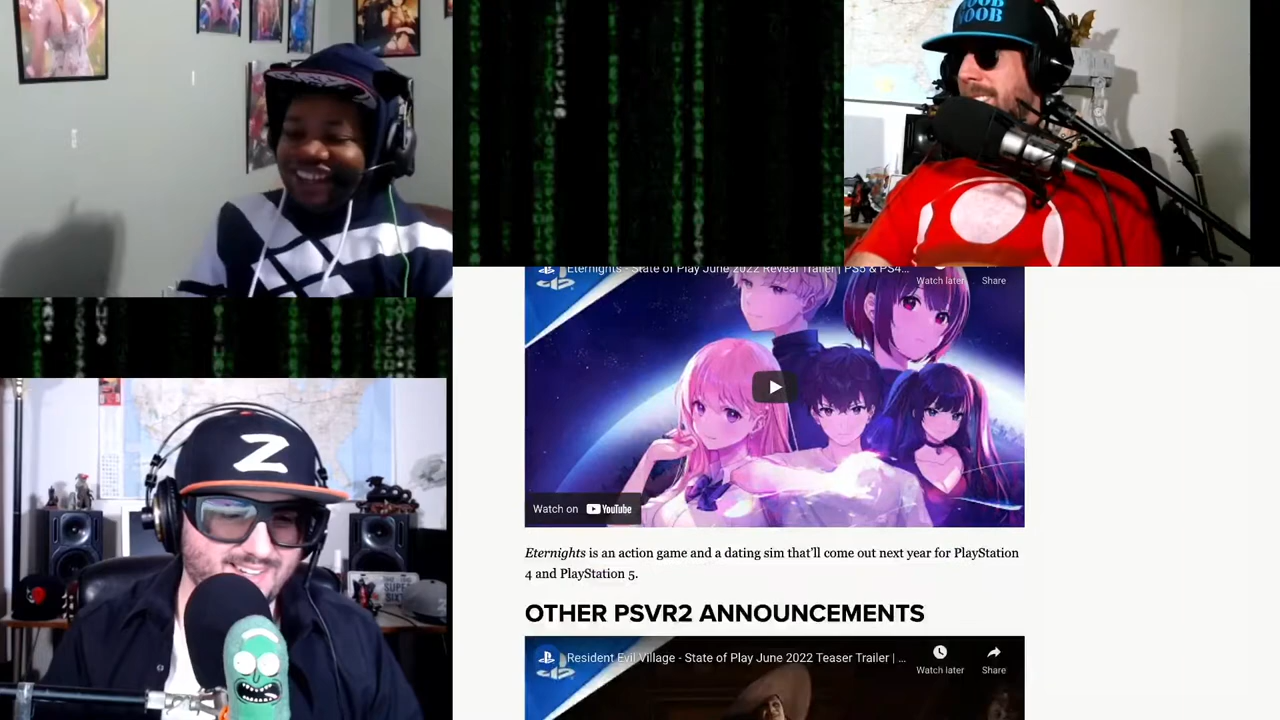 NOOB
NOOB
Eternights - State of Play June 2022 Reveal Trailer | PS5 & PS4...
Watch later
Share
Z
Watch on YouTube
Eternights is an action game and a dating sim that'll come out next year for PlayStation
4 and PlayStation 5.
OTHER PSVR2 ANNOUNCEMENTS
Resident Evil Village - State of Play June 2022 Teaser Trailer | ...
Watch later
Share